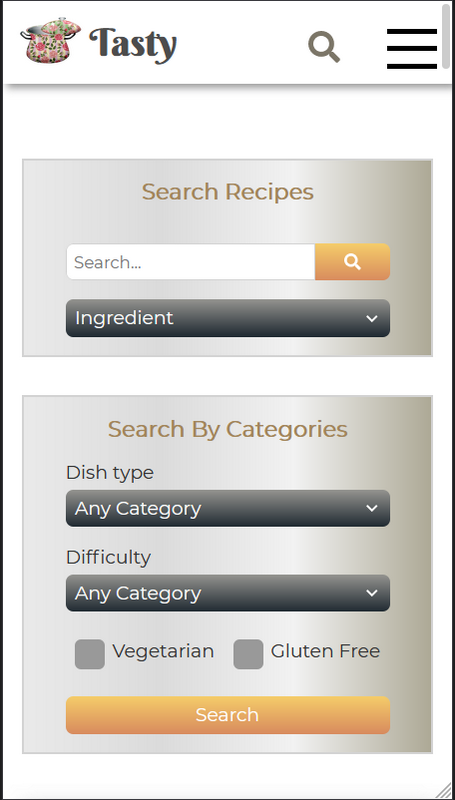 Tasty
Search Recipes
Search...
Ingredient
Search By Categories
Dish type
Any Category
Difficulty
Any Category
Vegetarian Gluten Free
Search